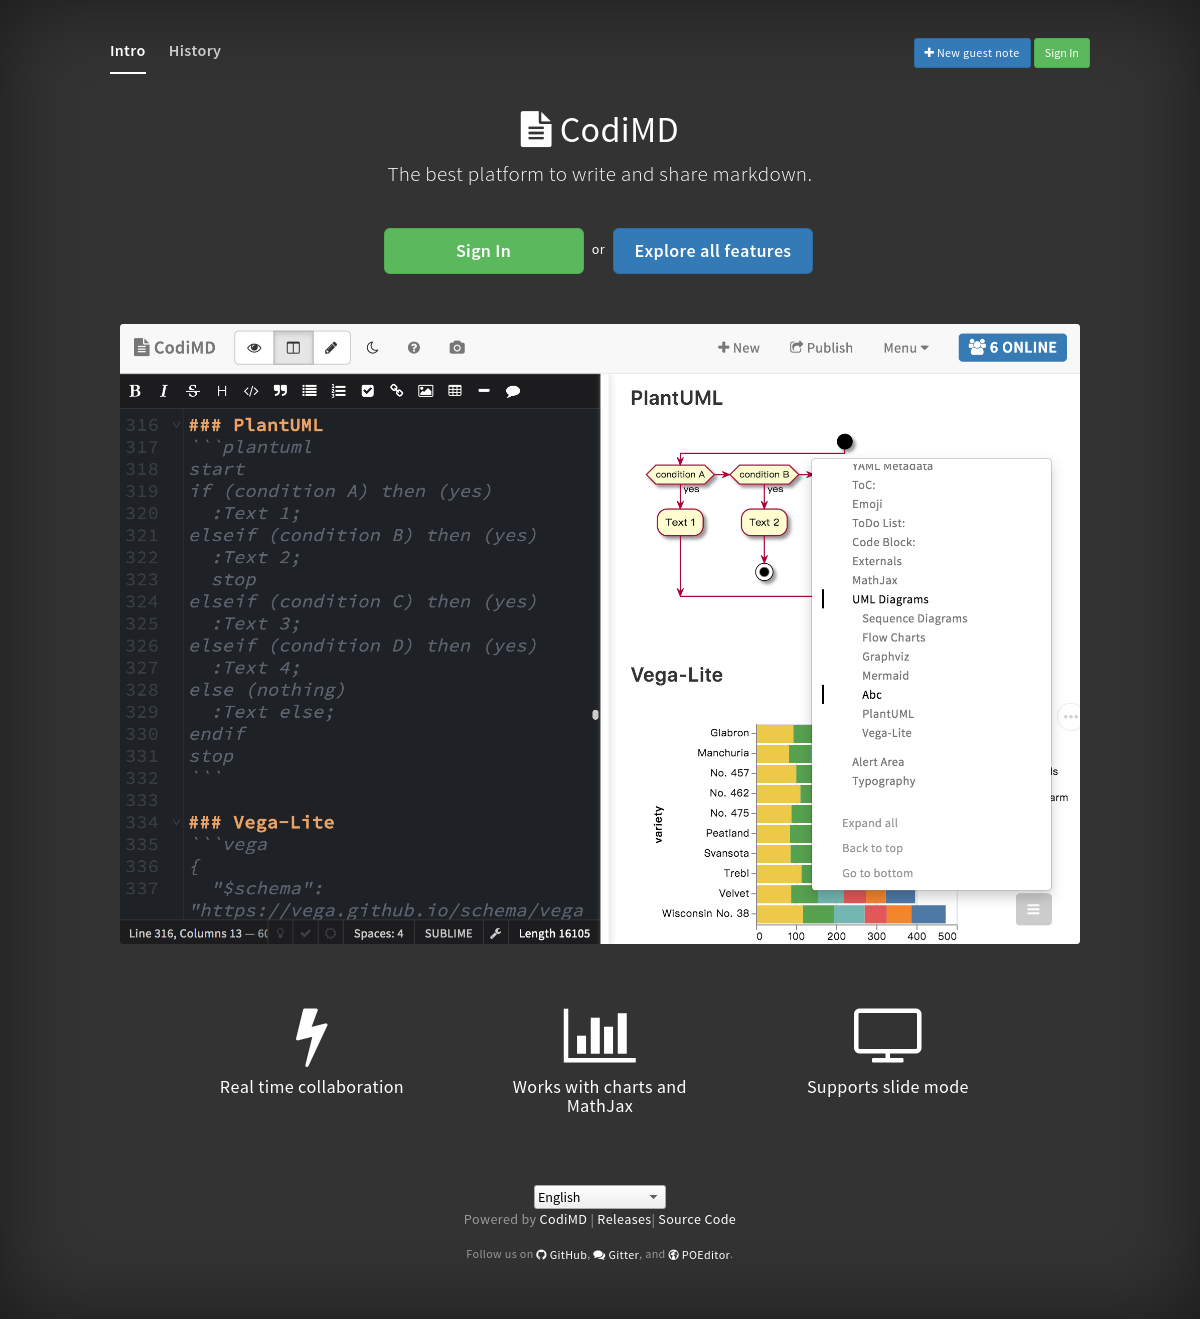 Intro History
New guest note Sign In
CodiMD
The best platform to write and share markdown.
Sign In or Explore all features
CodiMD
New Publish Menu 6 ONLINE
B I S H </>
316 ### PlantUML
317 ```plantuml
318 start
319 if (condition A) then (yes)
320 :Text 1;
321 elseif (condition B) then (yes)
322 :Text 2;
323 stop
324 elseif (condition C) then (yes)
325 :Text 3;
326 elseif (condition D) then (yes)
327 :Text 4;
328 else (nothing)
329 :Text else;
330 endif
331 stop
332 ```
333
334 ### Vega-Lite
335 ```vega
336 {
337 "$schema":
"https://vega.github.io/schema/vega
Line 316, Columns 13 — 60
Spaces: 4 SUBLIME Length 16105
PlantUML
condition A condition B
yes yes
Text 1 Text 2
Vega-Lite
variety
Glabron
Manchuria
No. 457
No. 462
No. 475
Peatland
Svansota
Trebi
Velvet
Wisconsin No. 38
0 100 200 300 400 500
YAML Metadata
ToC:
Emoji
ToDo List:
Code Block:
Externals
MathJax
UML Diagrams
Sequence Diagrams
Flow Charts
Graphviz
Mermaid
Abc
PlantUML
Vega-Lite
Alert Area
Typography
Expand all
Back to top
Go to bottom
Real time collaboration
Works with charts and
MathJax
Supports slide mode
English
Powered by CodiMD | Releases| Source Code
Follow us on GitHub, Gitter, and POEditor.